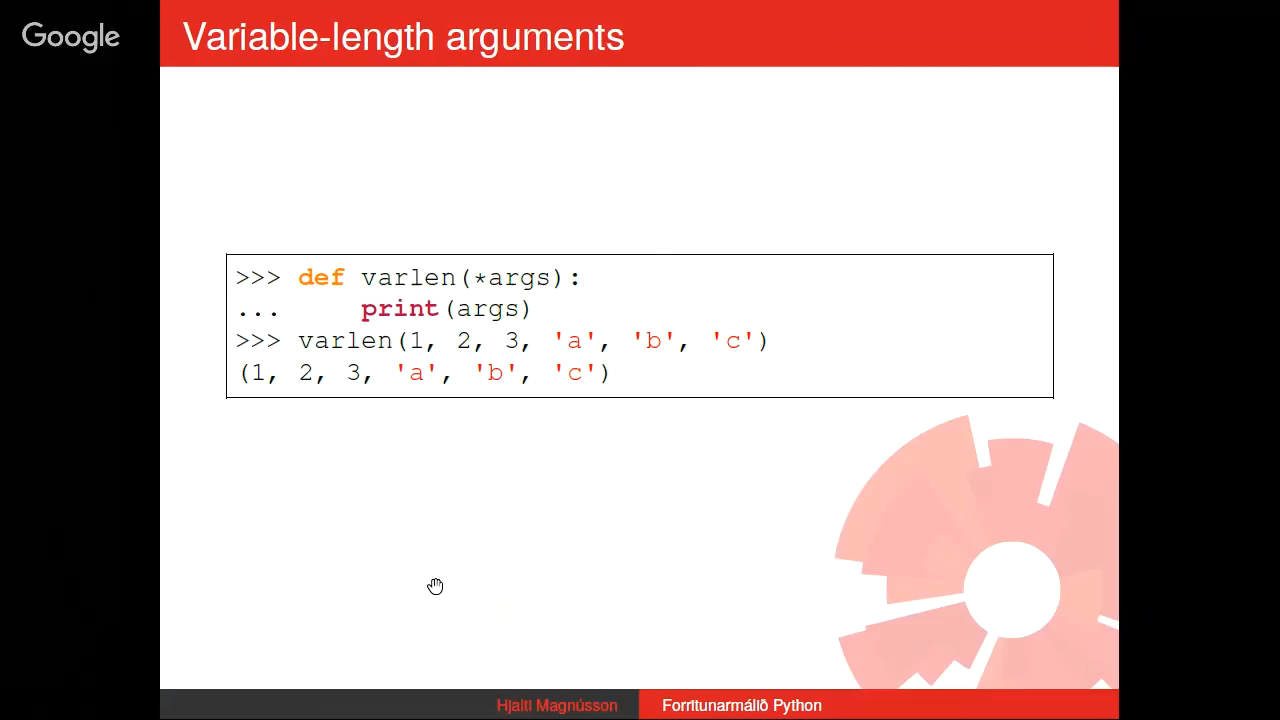 Google
Variable-length arguments
>>> def varlen(*args):
...     print(args)
>>> varlen(1, 2, 3, 'a', 'b', 'c')
(1, 2, 3, 'a', 'b', 'c')
Hjalti Magnússon
Forritunarmálið Python